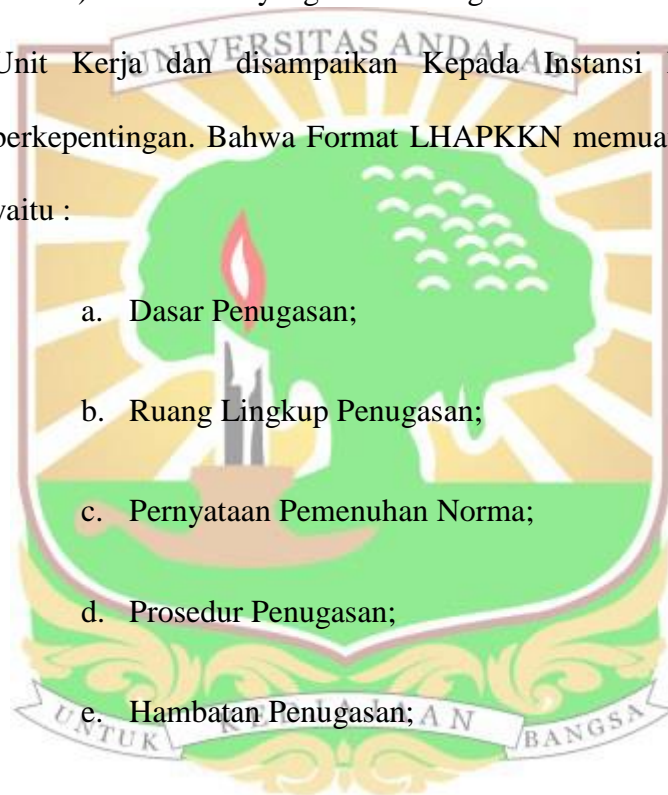 UNIVERSITAS ANDALAS
Unit Kerja dan disampaikan Kepada Instansi
berkepentingan. Bahwa Format LHAPKKN memua
yaitu :
a. Dasar Penugasan;
b. Ruang Lingkup Penugasan;
c. Pernyataan Pemenuhan Norma;
d. Prosedur Penugasan;
e. Hambatan Penugasan;
UNTUK KEDJAJAAN BANGSA